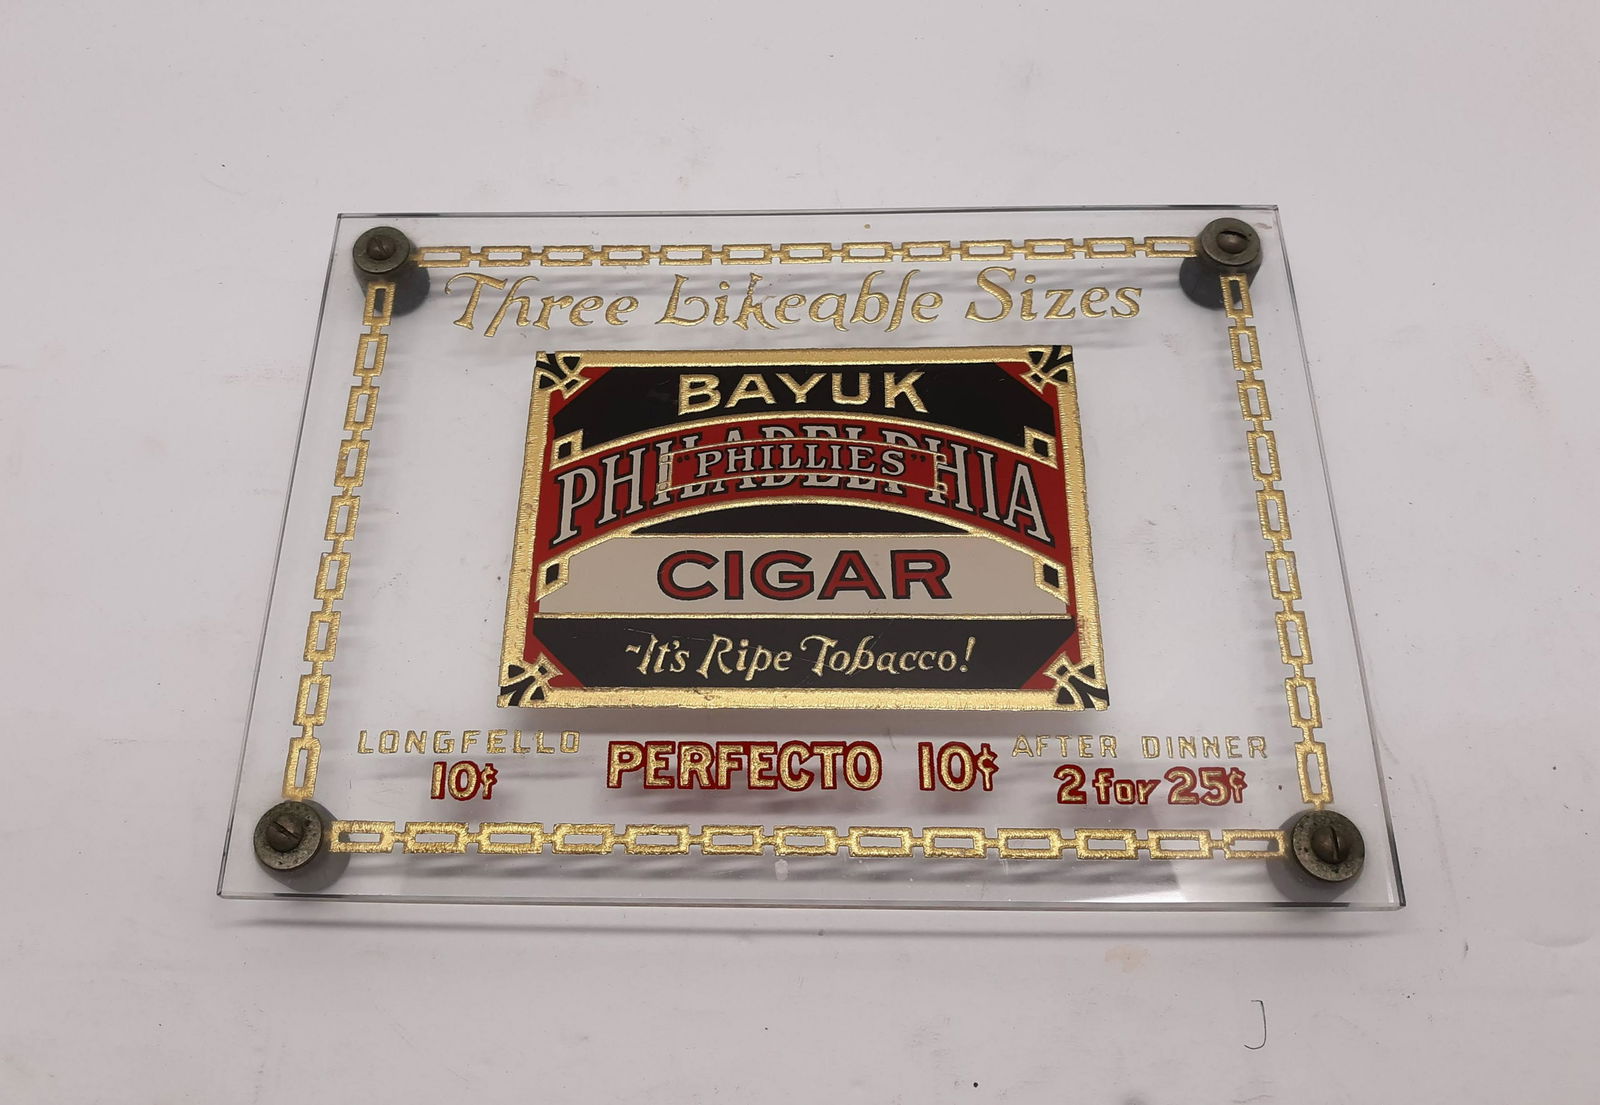 Three Likeable Sizes
BAYUK
PHILADELPHIA
"PHILLIES"
CIGAR
~It's Ripe Tobacco!
LONGFELLO PERFECTO 10¢ AFTER DINNER
10¢ 2 for 25¢